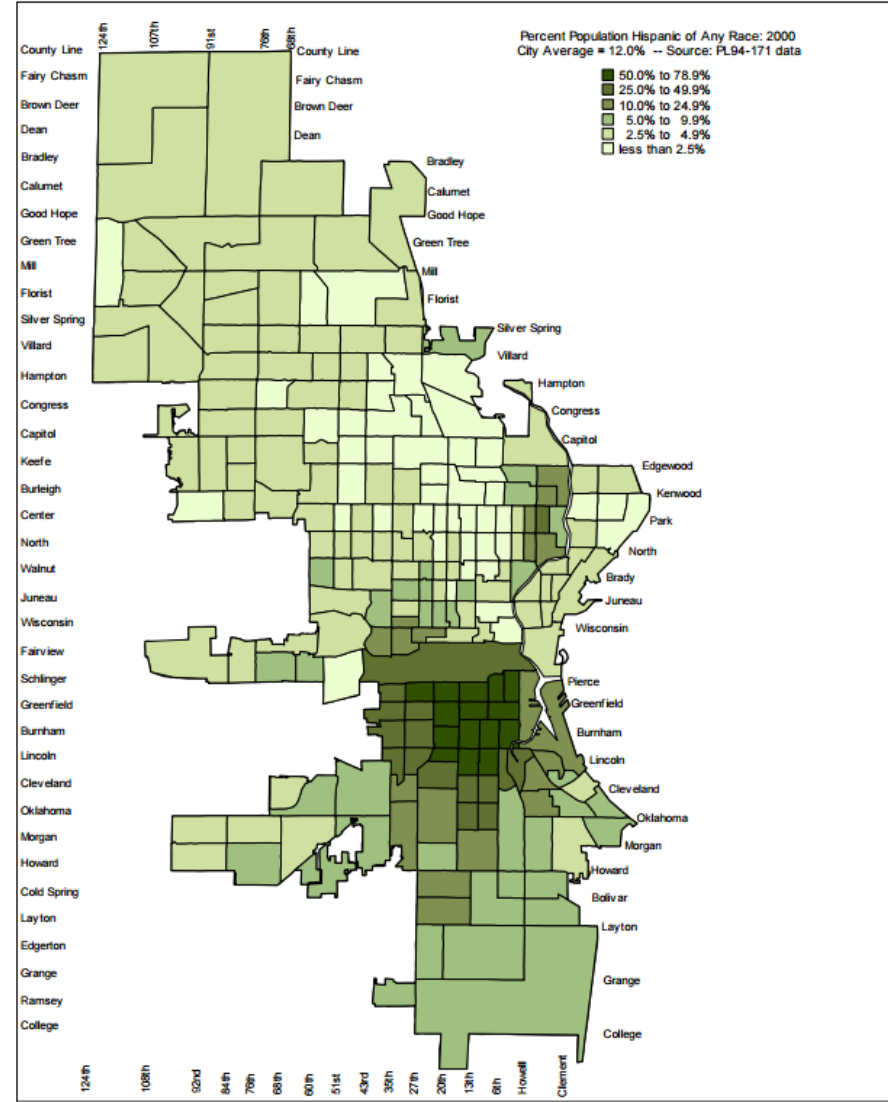 124th
107th
91st
76th
68th
Percent Population Hispanic of Any Race: 2000
City Average = 12.0% -- Source: PL94-171 data
50.0% to 78.9%
25.0% to 49.9%
10.0% to 24.9%
5.0% to 9.9%
2.5% to 4.9%
less than 2.5%
County Line
Fairy Chasm
Brown Deer
Dean
Bradley
Calumet
Good Hope
Green Tree
Mill
Florist
Silver Spring
Villard
Hampton
Congress
Capitol
Keefe
Burleigh
Center
North
Walnut
Juneau
Wisconsin
Fairview
Schlinger
Greenfield
Burnham
Lincoln
Cleveland
Oklahoma
Morgan
Howard
Cold Spring
Layton
Edgerton
Grange
Ramsey
College
County Line
Fairy Chasm
Brown Deer
Dean
Bradley
Calumet
Good Hope
Green Tree
Mill
Florist
Silver Spring
Villard
Hampton
Congress
Capitol
Edgewood
Kenwood
Park
North
Brady
Juneau
Wisconsin
Pierce
Greenfield
Burnham
Lincoln
Cleveland
Oklahoma
Morgan
Howard
Bolivar
Layton
Grange
College
124th
108th
92nd
84th
76th
68th
60th
51st
43rd
35th
27th
20th
13th
6th
Howell
Clement